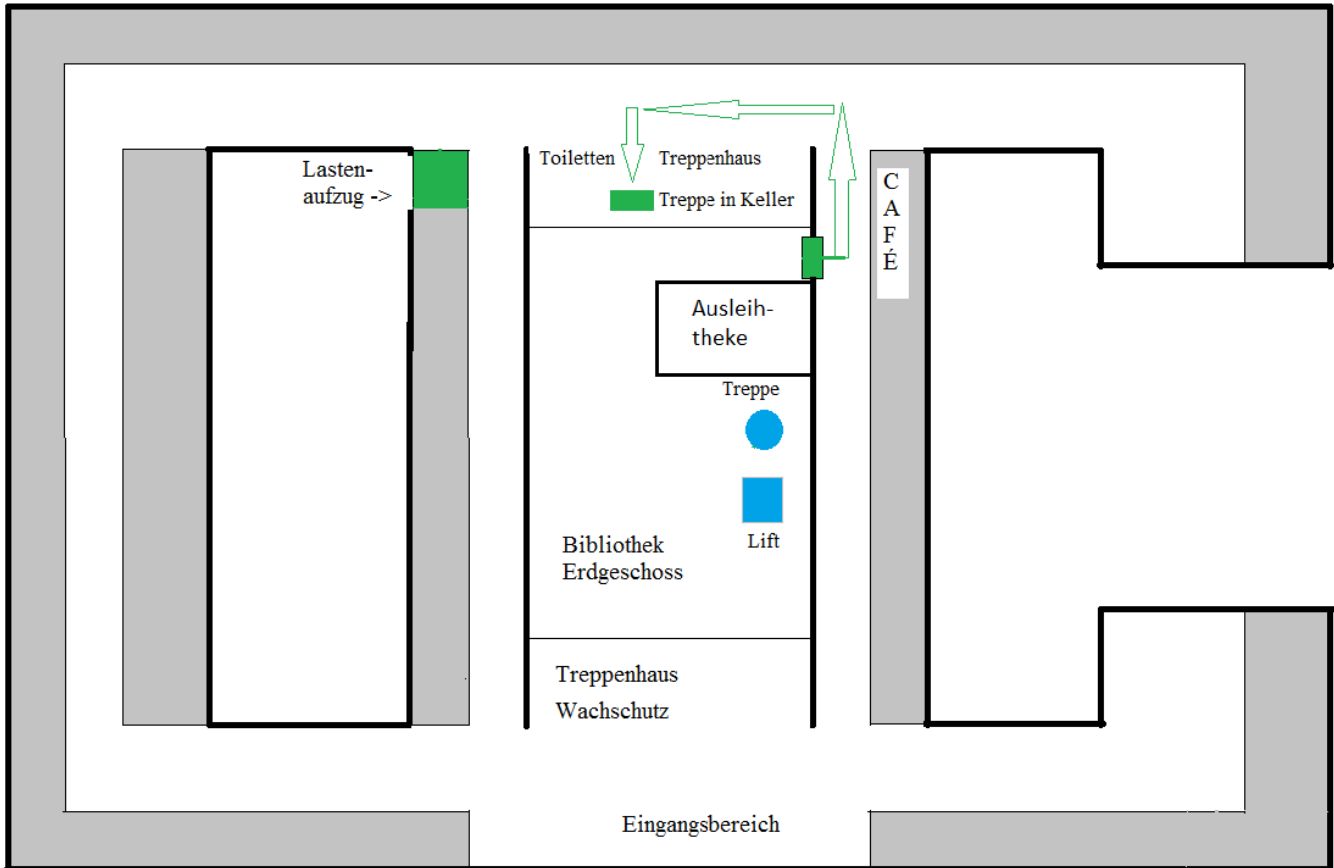 Toiletten
Treppenhaus
Lasten-
aufzug ->
Treppe in Keller
C
A
F
É
Ausleih-
theke
Treppe
Lift
Bibliothek
Erdgeschoss
Treppenhaus
Wachschutz
Eingangsbereich